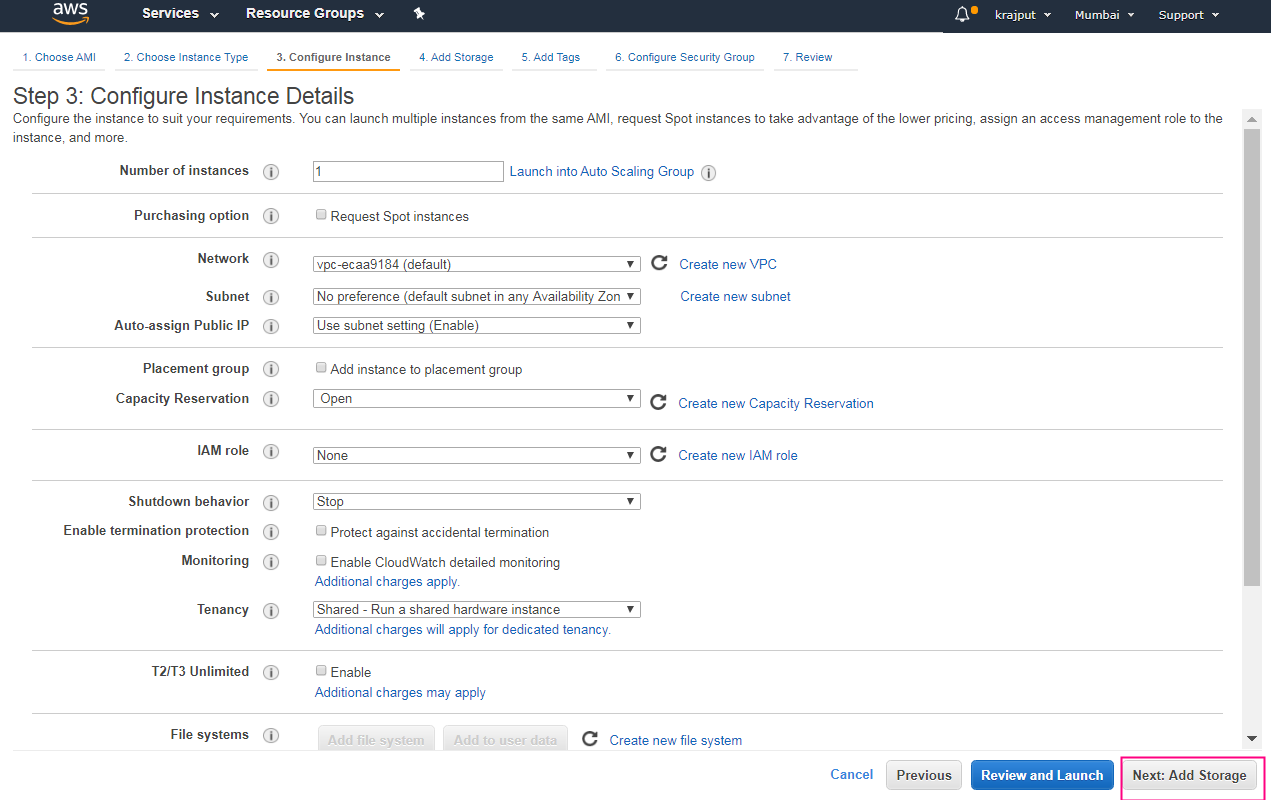 aws Services Resource Groups krajput Mumbai Support
1. Choose AMI 2. Choose Instance Type 3. Configure Instance 4. Add Storage 5. Add Tags 6. Configure Security Group 7. Review
Step 3: Configure Instance Details
Configure the instance to suit your requirements. You can launch multiple instances from the same AMI, request Spot instances to take advantage of the lower pricing, assign an access management role to the
instance, and more.
Number of instances i 1 Launch into Auto Scaling Group i
Purchasing option i Request Spot instances
Network i vpc-ecaa9184 (default) Create new VPC
Subnet i No preference (default subnet in any Availability Zon Create new subnet
Auto-assign Public IP i Use subnet setting (Enable)
Placement group i Add instance to placement group
Capacity Reservation i Open Create new Capacity Reservation
IAM role i None Create new IAM role
Shutdown behavior i Stop
Enable termination protection i Protect against accidental termination
Monitoring i Enable CloudWatch detailed monitoring
Additional charges apply.
Tenancy i Shared - Run a shared hardware instance
Additional charges will apply for dedicated tenancy.
T2/T3 Unlimited i Enable
Additional charges may apply
File systems i Add file system Add to user data Create new file system
Cancel Previous Review and Launch Next: Add Storage